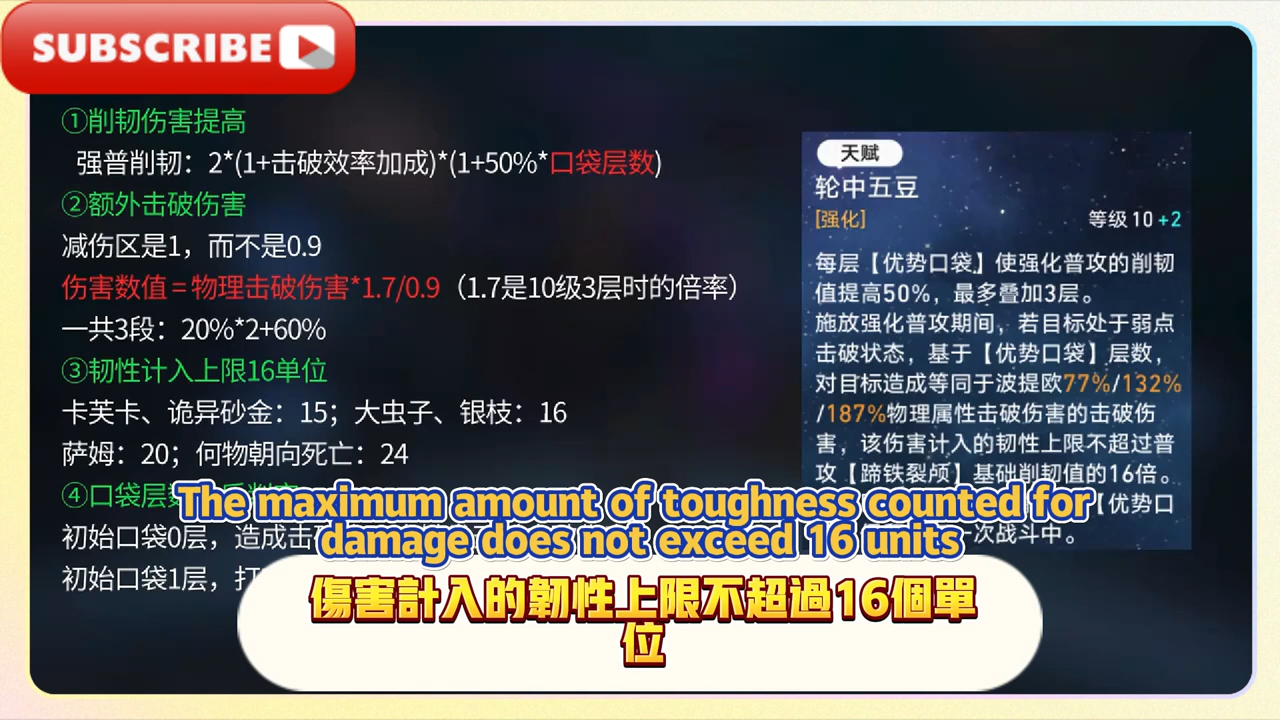 SUBSCRIBE
①削韧伤害提高
强普削韧：2*(1+击破效率加成)*(1+50%*口袋层数)
②额外击破伤害
减伤区是1，而不是0.9
伤害数值=物理击破伤害*1.7/0.9（1.7是10级3层时的倍率）
一共3段：20%*2+60%
③韧性计入上限16单位
卡芙卡、诡异砂金：15；大虫子、银枝：16
萨姆：20；何物朝向死亡：24
④口袋层
初始口袋0层，造成击
初始口袋1层，打
天赋
轮中五豆
[强化]
等级10+2
每层【优势口袋】使强化普攻的削韧
值提高50%，最多叠加3层。
施放强化普攻期间，若目标处于弱点
击破状态，基于【优势口袋】层数，
对目标造成等同于波提欧77%/132%
/187%物理属性击破伤害的击破伤
害，该伤害计入的韧性上限不超过普
攻【蹄铁裂颅】基础削韧值的16倍。
【优势口
一次战斗中。
The maximum amount of toughness counted for
damage does not exceed 16 units
傷害計入的韌性上限不超過16個單
位